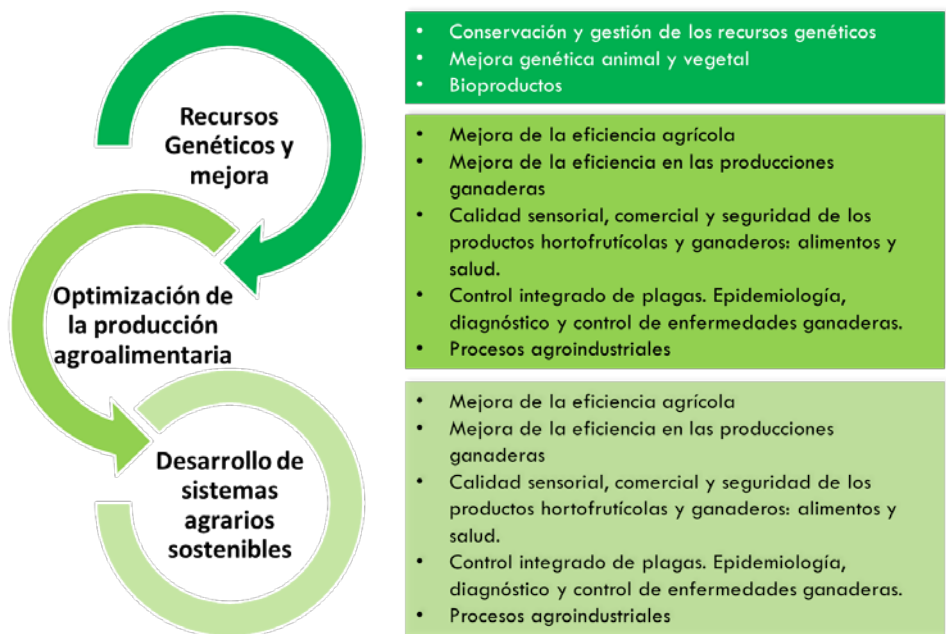 Recursos
Genéticos y
mejora
• Conservación y gestión de los recursos genéticos
• Mejora genética animal y vegetal
• Bioproductos
Optimización de
la producción
agroalimentaria
• Mejora de la eficiencia agrícola
• Mejora de la eficiencia en las producciones
ganaderas
• Calidad sensorial, comercial y seguridad de los
productos hortofrutícolas y ganaderos: alimentos y
salud.
• Control integrado de plagas. Epidemiología,
diagnóstico y control de enfermedades ganaderas.
• Procesos agroindustriales
Desarrollo de
sistemas
agrarios
sostenibles
• Mejora de la eficiencia agrícola
• Mejora de la eficiencia en las producciones
ganaderas
• Calidad sensorial, comercial y seguridad de los
productos hortofrutícolas y ganaderos: alimentos y
salud.
• Control integrado de plagas. Epidemiología,
diagnóstico y control de enfermedades ganaderas.
• Procesos agroindustriales